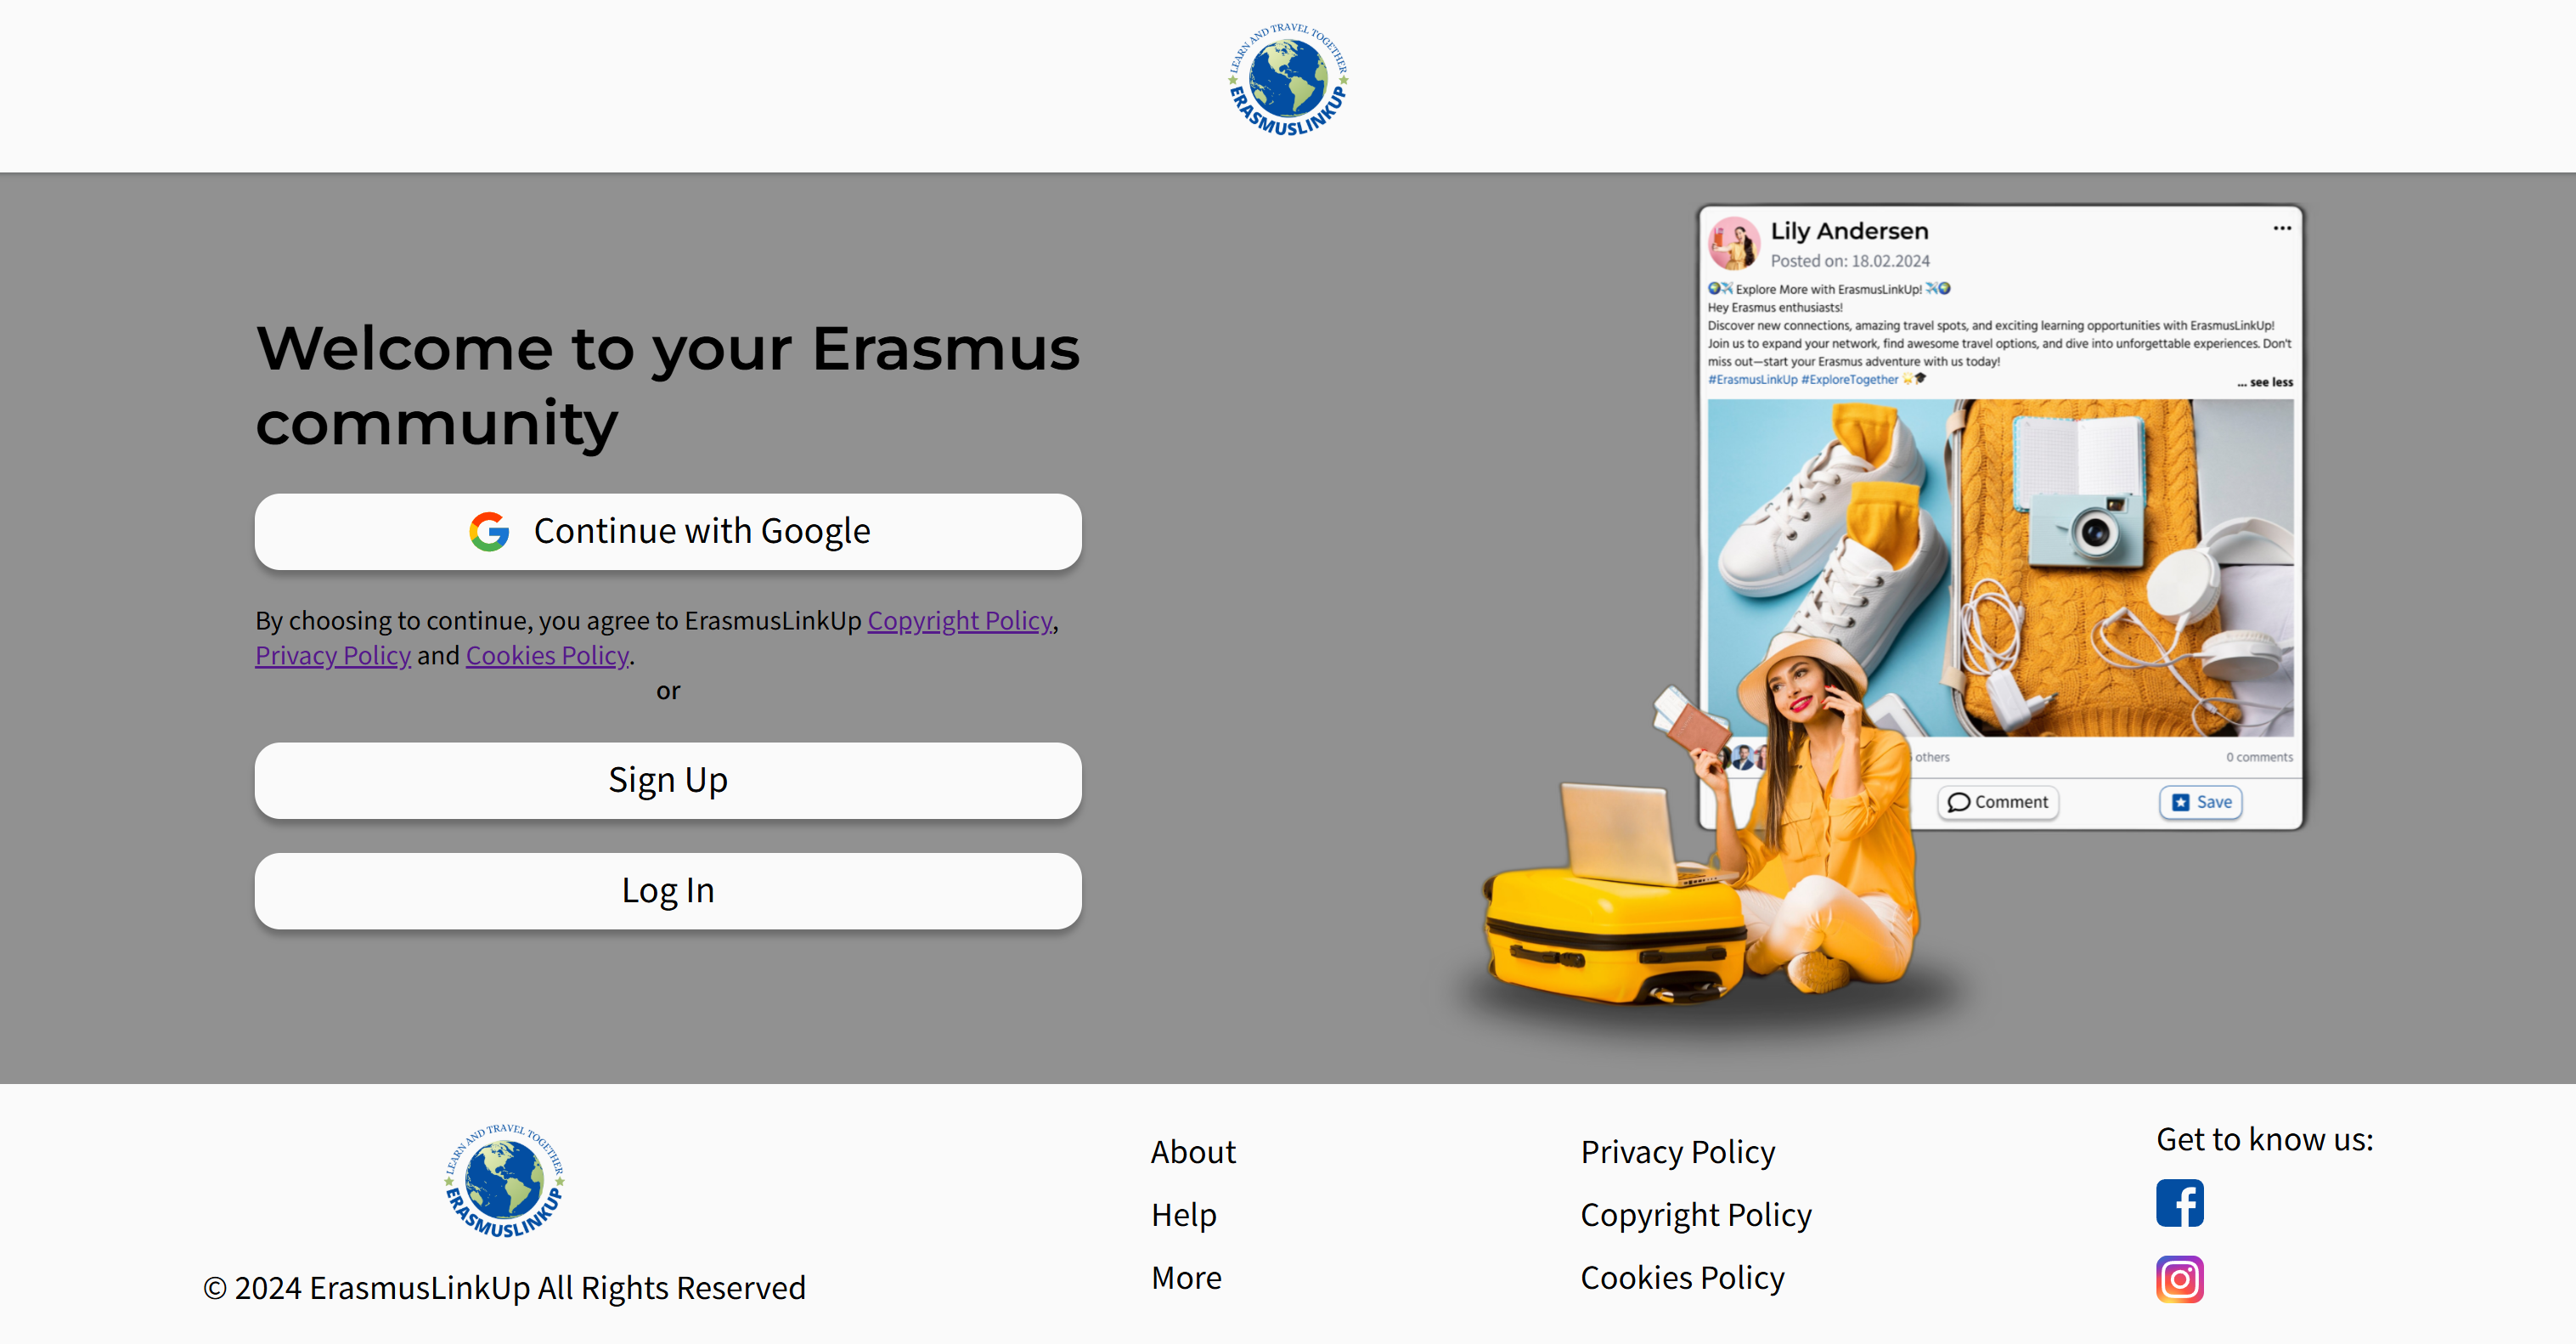 LEARN AND TRAVEL TOGETHER
ERASMUSLINKUP
Welcome to your Erasmus
community
Continue with Google
By choosing to continue, you agree to ErasmusLinkUp Copyright Policy,
Privacy Policy and Cookies Policy.
or
Sign Up
Log In
Lily Andersen
Posted on: 18.02.2024
🌍✈️ Explore More with ErasmusLinkUp! ✈️🌍
Hey Erasmus enthusiasts!
Discover new connections, amazing travel spots, and exciting learning opportunities with ErasmusLinkUp!
Join us to expand your network, find awesome travel options, and dive into unforgettable experiences. Don't
miss out—start your Erasmus adventure with us today!
#ErasmusLinkUp #ExploreTogether 🌟🎓
... see less
others
0 comments
Comment
Save
LEARN AND TRAVEL TOGETHER
ERASMUSLINKUP
© 2024 ErasmusLinkUp All Rights Reserved
About
Help
More
Privacy Policy
Copyright Policy
Cookies Policy
Get to know us: